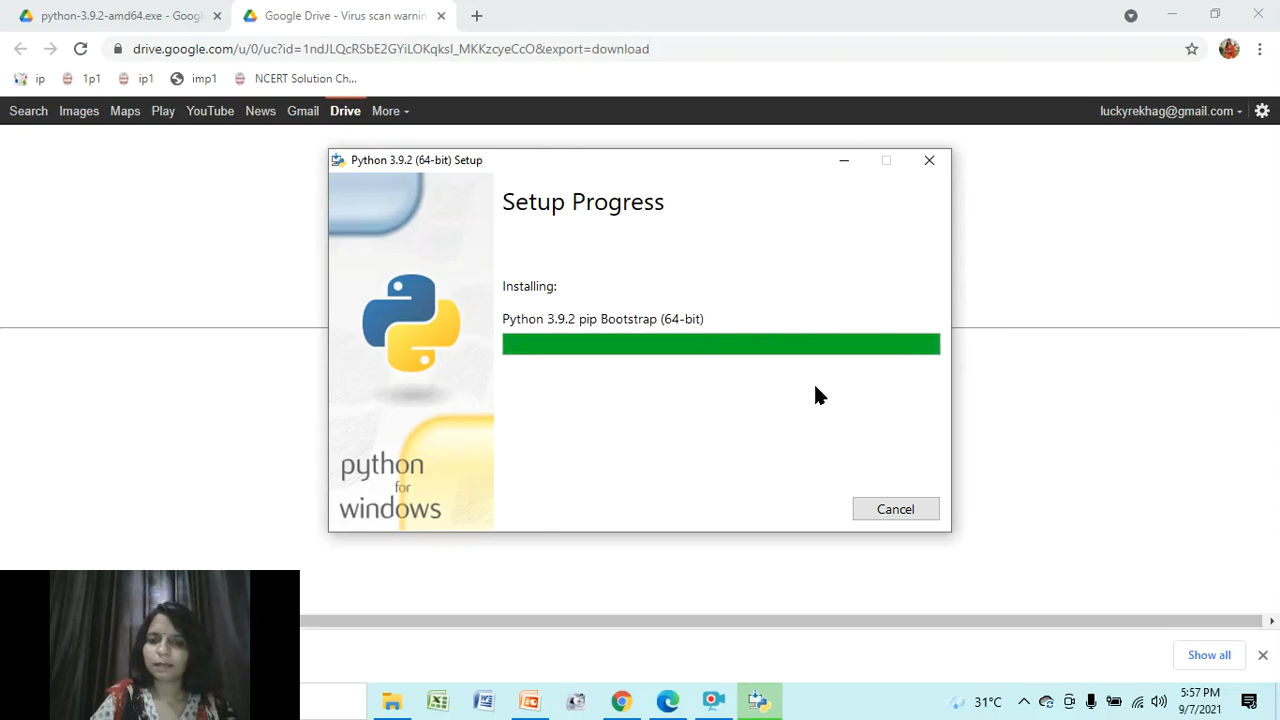 python-3.9.2-amd64.exe - Googl
Google Drive - Virus scan warnin
drive.google.com/u/0/uc?id=1ndJLQcRSbE2GYiLOKqksI_MKKzcyeCcO&export=download
ip
1p1
ip1
imp1
NCERT Solution Ch...
Search Images Maps Play YouTube News Gmail Drive More
luckyrekhag@gmail.com
Python 3.9.2 (64-bit) Setup
Setup Progress
Installing:
Python 3.9.2 pip Bootstrap (64-bit)
python
for
windows
Cancel
Show all
31°C
5:57 PM
9/7/2021